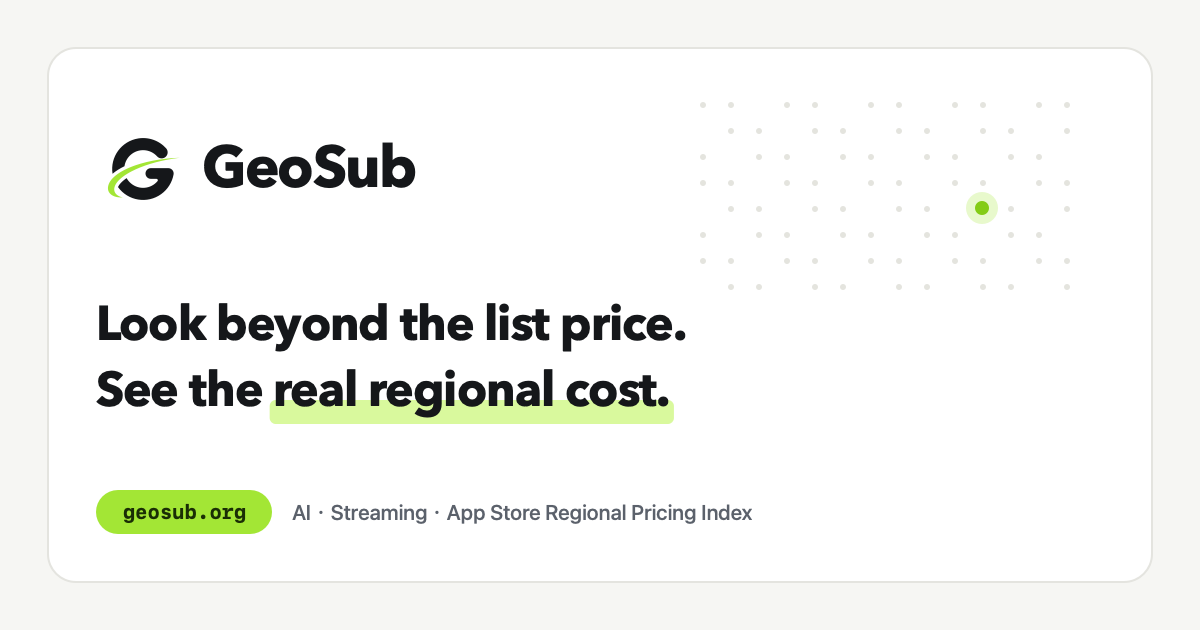 GeoSub
Look beyond the list price.
See the real regional cost.
geosub.org
AI · Streaming · App Store Regional Pricing Index